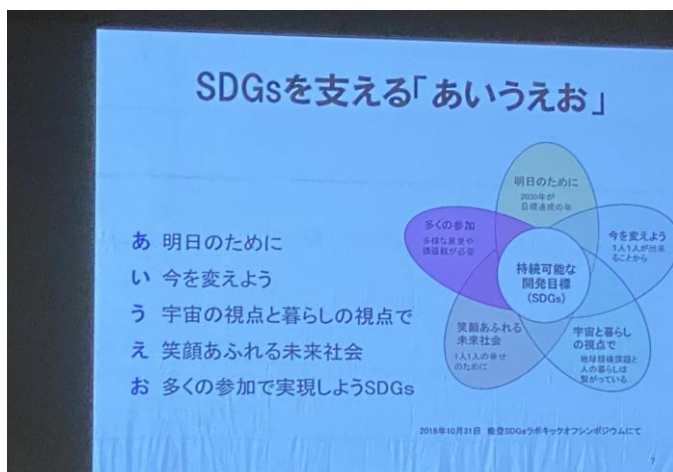 SDGsを支える「あいうえお」
あ 明日のために
い 今を変えよう
う 宇宙の視点と暮らしの視点で
え 笑顔あふれる未来社会
お 多くの参加で実現しようSDGs
明日のために
2030年が
目標達成の年
今を変えよう
1人1人が出来
ることから
宇宙と暮らし
の視点で
地球規模課題と
人の暮らしは
繋がっている
笑顔あふれる
未来社会
1人1人の幸せ
のために
多くの参加
多様な意見や
価値観が必要
持続可能な
開発目標
(SDGs)
2018年10月31日 能登SDGsラボキックオフシンポジウムにて